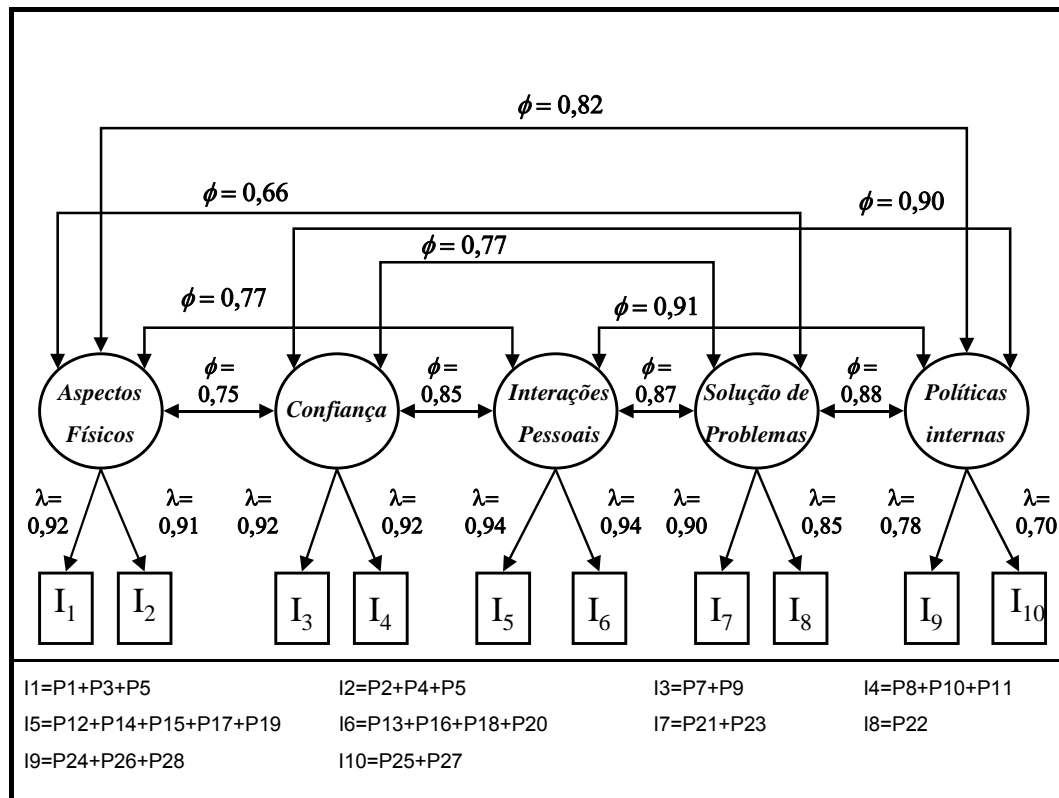 ϕ = 0,82
ϕ = 0,66
ϕ = 0,90
ϕ = 0,77
ϕ = 0,77
ϕ = 0,91
Aspectos
Físicos
ϕ =
0,75
Confiança
ϕ =
0,85
Interações
Pessoais
ϕ =
0,87
Solução de
Problemas
ϕ =
0,88
Políticas
internas
λ=
0,92
λ=
0,91
λ=
0,92
λ=
0,92
λ=
0,94
λ=
0,94
λ=
0,90
λ=
0,85
λ=
0,78
λ=
0,70
I₁
I₂
I₃
I₄
I₅
I₆
I₇
I₈
I₉
I₁₀
I1=P1+P3+P5 I2=P2+P4+P5 I3=P7+P9 I4=P8+P10+P11
I5=P12+P14+P15+P17+P19 I6=P13+P16+P18+P20 I7=P21+P23 I8=P22
I9=P24+P26+P28 I10=P25+P27